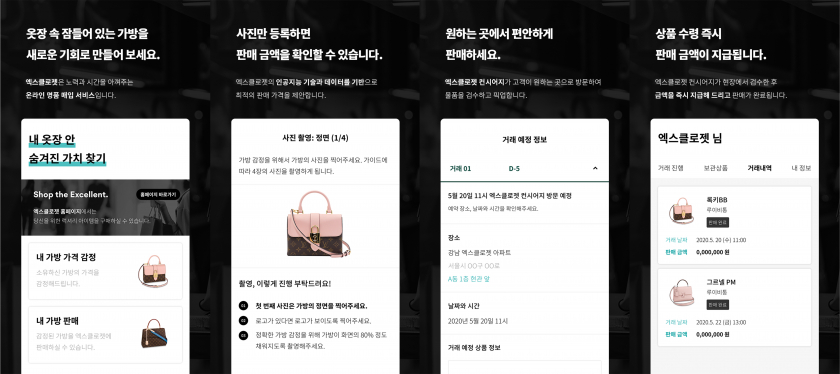 옷장 속 잠들어 있는 가방을
새로운 기회로 만들어 보세요.
엑스클로젯은 노력과 시간을 아껴주는
온라인 명품 매입 서비스입니다.
내 옷장 안
숨겨진 가치 찾기
Shop the Excellent.
홈페이지 바로가기
엑스클로젯 홈페이지에서는
당신을 위한 럭셔리 아이템을 구매하실 수 있습니다.
내 가방 가격 감정
소유하신 가방의 가격을
감정해드립니다.
내 가방 판매
감정된 가방을 엑스클로젯에
판매하실 수 있습니다.
사진만 등록하면
판매 금액을 확인할 수 있습니다.
엑스클로젯의 인공지능 기술과 데이터를 기반으로
최적의 판매 가격을 제안합니다.
사진 촬영: 정면 (1/4)
가방 감정을 위해서 가방의 사진을 찍어주세요. 가이드에
따라 4장의 사진을 촬영하게 됩니다.
촬영, 이렇게 진행 부탁드려요!
01 첫 번째 사진은 가방의 정면을 찍어주세요.
02 로고가 있다면 로고가 보이도록 찍어주세요.
03 정확한 가방 감정을 위해 가방이 화면의 80% 정도
채워지도록 촬영해주세요.
원하는 곳에서 편안하게
판매하세요.
엑스클로젯 컨시어지가 고객이 원하는 곳으로 방문하여
물품을 검수하고 픽업합니다.
거래 예정 정보
거래 01 D-5
5월 20일 11시 엑스클로젯 컨시어지 방문 예정
예약 장소, 날짜와 시간을 확인해주세요.
장소
강남 엑스클로젯 아파트
서울시 OO구 OO로
A동 1층 현관 앞
날짜와 시간
2020년 5월 20일 11시
거래 예정 상품 정보
상품 수령 즉시
판매 금액이 지급됩니다.
엑스클로젯 컨시어지가 현장에서 검수한 후
금액을 즉시 지급해 드리고 판매가 완료됩니다.
엑스클로젯 님
거래 진행 보관상품 거래내역 내 정보
록키BB
루이비통
판매 완료
거래 날짜 2020.5. 20 (수) 11:00
판매 금액 0,000,000 원
그르넬 PM
루이비통
판매 완료
거래 날짜 2020.5. 22 (금) 13:00
판매 금액 0,000,000 원